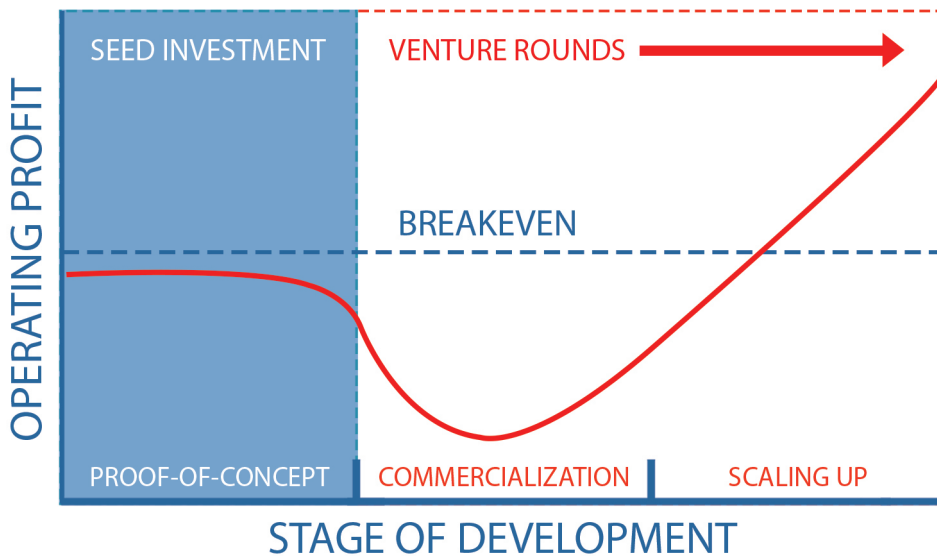 SEED INVESTMENT
VENTURE ROUNDS
OPERATING PROFIT
BREAKEVEN
PROOF-OF-CONCEPT
COMMERCIALIZATION
SCALING UP
STAGE OF DEVELOPMENT